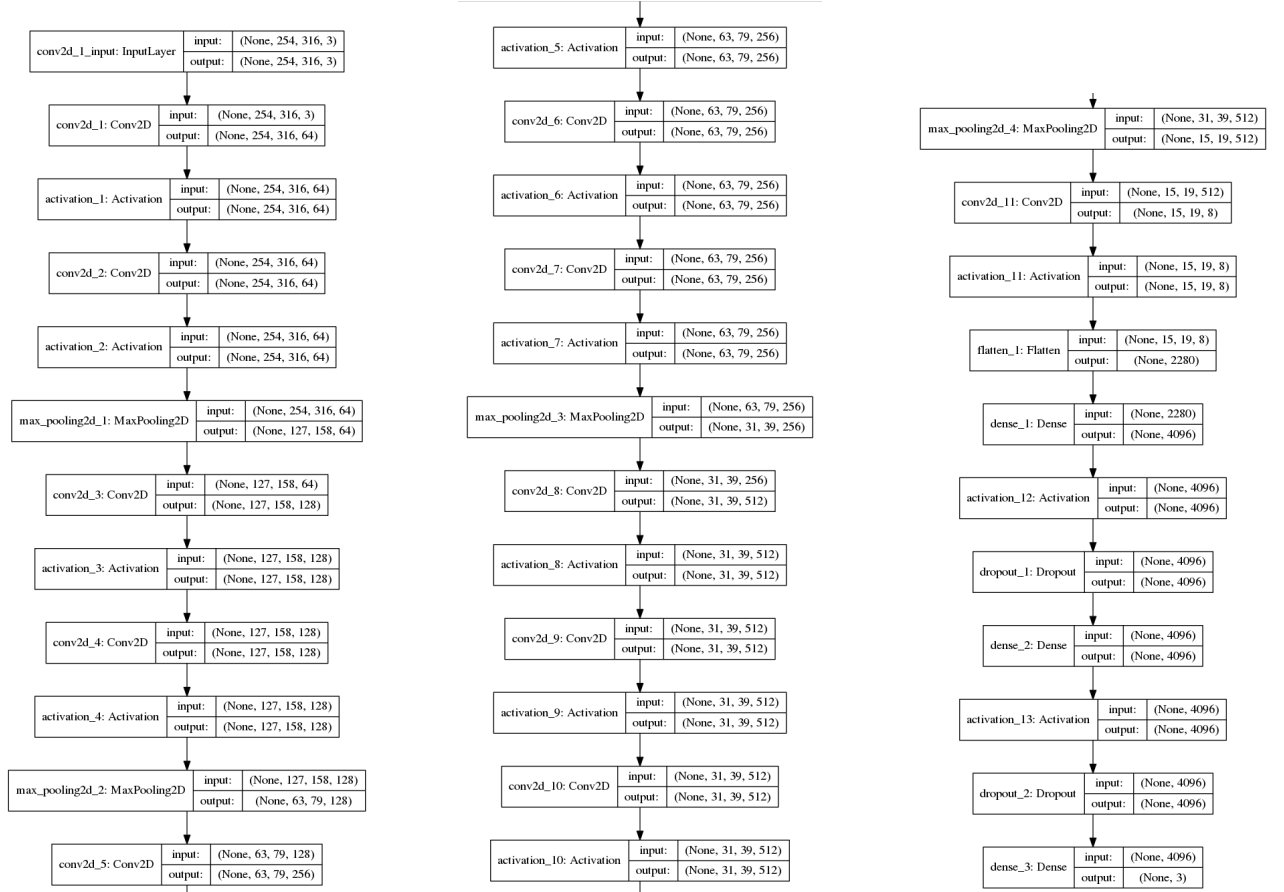 conv2d_1_input: InputLayer input: (None, 254, 316, 3)
output: (None, 254, 316, 3)
conv2d_1: Conv2D input: (None, 254, 316, 3)
output: (None, 254, 316, 64)
activation_1: Activation input: (None, 254, 316, 64)
output: (None, 254, 316, 64)
conv2d_2: Conv2D input: (None, 254, 316, 64)
output: (None, 254, 316, 64)
activation_2: Activation input: (None, 254, 316, 64)
output: (None, 254, 316, 64)
max_pooling2d_1: MaxPooling2D input: (None, 254, 316, 64)
output: (None, 127, 158, 64)
conv2d_3: Conv2D input: (None, 127, 158, 64)
output: (None, 127, 158, 128)
activation_3: Activation input: (None, 127, 158, 128)
output: (None, 127, 158, 128)
conv2d_4: Conv2D input: (None, 127, 158, 128)
output: (None, 127, 158, 128)
activation_4: Activation input: (None, 127, 158, 128)
output: (None, 127, 158, 128)
max_pooling2d_2: MaxPooling2D input: (None, 127, 158, 128)
output: (None, 63, 79, 128)
conv2d_5: Conv2D input: (None, 63, 79, 128)
output: (None, 63, 79, 256)
activation_5: Activation input: (None, 63, 79, 256)
output: (None, 63, 79, 256)
conv2d_6: Conv2D input: (None, 63, 79, 256)
output: (None, 63, 79, 256)
activation_6: Activation input: (None, 63, 79, 256)
output: (None, 63, 79, 256)
conv2d_7: Conv2D input: (None, 63, 79, 256)
output: (None, 63, 79, 256)
activation_7: Activation input: (None, 63, 79, 256)
output: (None, 63, 79, 256)
max_pooling2d_3: MaxPooling2D input: (None, 63, 79, 256)
output: (None, 31, 39, 256)
conv2d_8: Conv2D input: (None, 31, 39, 256)
output: (None, 31, 39, 512)
activation_8: Activation input: (None, 31, 39, 512)
output: (None, 31, 39, 512)
conv2d_9: Conv2D input: (None, 31, 39, 512)
output: (None, 31, 39, 512)
activation_9: Activation input: (None, 31, 39, 512)
output: (None, 31, 39, 512)
conv2d_10: Conv2D input: (None, 31, 39, 512)
output: (None, 31, 39, 512)
activation_10: Activation input: (None, 31, 39, 512)
output: (None, 31, 39, 512)
max_pooling2d_4: MaxPooling2D input: (None, 31, 39, 512)
output: (None, 15, 19, 512)
conv2d_11: Conv2D input: (None, 15, 19, 512)
output: (None, 15, 19, 8)
activation_11: Activation input: (None, 15, 19, 8)
output: (None, 15, 19, 8)
flatten_1: Flatten input: (None, 15, 19, 8)
output: (None, 2280)
dense_1: Dense input: (None, 2280)
output: (None, 4096)
activation_12: Activation input: (None, 4096)
output: (None, 4096)
dropout_1: Dropout input: (None, 4096)
output: (None, 4096)
dense_2: Dense input: (None, 4096)
output: (None, 4096)
activation_13: Activation input: (None, 4096)
output: (None, 4096)
dropout_2: Dropout input: (None, 4096)
output: (None, 4096)
dense_3: Dense input: (None, 4096)
output: (None, 3)